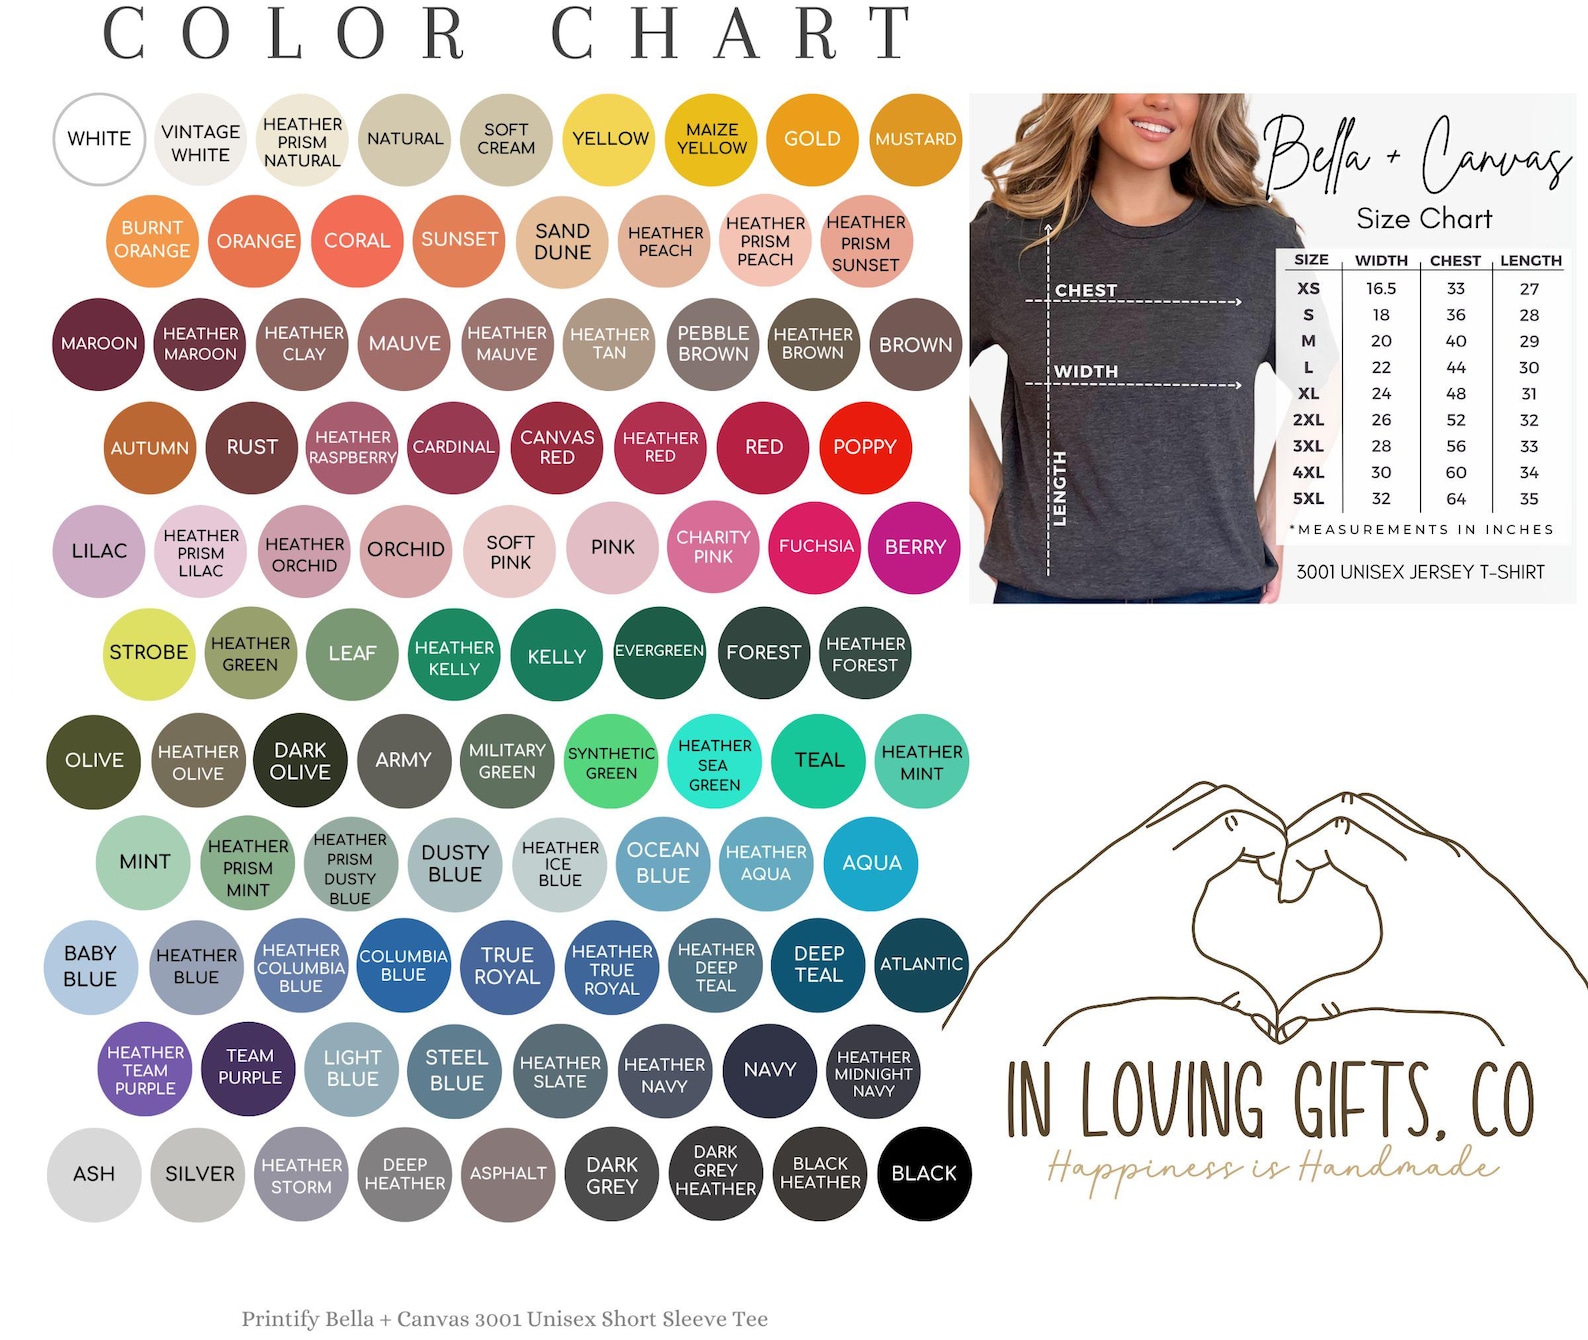 COLOR CHART
WHITE
VINTAGE
WHITE
HEATHER
PRISM
NATURAL
NATURAL
SOFT
CREAM
YELLOW
MAIZE
YELLOW
GOLD
MUSTARD
BURNT
ORANGE
ORANGE
CORAL
SUNSET
SAND
DUNE
HEATHER
PEACH
HEATHER
PRISM
PEACH
HEATHER
PRISM
SUNSET
MAROON
HEATHER
MAROON
HEATHER
CLAY
MAUVE
HEATHER
MAUVE
HEATHER
TAN
PEBBLE
BROWN
HEATHER
BROWN
BROWN
AUTUMN
RUST
HEATHER
RASPBERRY
CARDINAL
CANVAS
RED
HEATHER
RED
RED
POPPY
LILAC
HEATHER
PRISM
LILAC
HEATHER
ORCHID
ORCHID
SOFT
PINK
PINK
CHARITY
PINK
FUCHSIA
BERRY
STROBE
HEATHER
GREEN
LEAF
HEATHER
KELLY
KELLY
EVERGREEN
FOREST
HEATHER
FOREST
OLIVE
HEATHER
OLIVE
DARK
OLIVE
ARMY
MILITARY
GREEN
SYNTHETIC
GREEN
HEATHER
SEA
GREEN
TEAL
HEATHER
MINT
MINT
HEATHER
PRISM
MINT
HEATHER
PRISM
DUSTY
BLUE
DUSTY
BLUE
HEATHER
ICE
BLUE
OCEAN
BLUE
HEATHER
AQUA
AQUA
BABY
BLUE
HEATHER
BLUE
HEATHER
COLUMBIA
BLUE
COLUMBIA
BLUE
TRUE
ROYAL
HEATHER
TRUE
ROYAL
HEATHER
DEEP
TEAL
DEEP
TEAL
ATLANTIC
HEATHER
TEAM
PURPLE
TEAM
PURPLE
LIGHT
BLUE
STEEL
BLUE
HEATHER
SLATE
HEATHER
NAVY
NAVY
HEATHER
MIDNIGHT
NAVY
ASH
SILVER
HEATHER
STORM
DEEP
HEATHER
ASPHALT
DARK
GREY
DARK
GREY
HEATHER
BLACK
HEATHER
BLACK
Printify Bella + Canvas 3001 Unisex Short Sleeve Tee
Bella + Canvas
Size Chart
CHEST
WIDTH
LENGTH
SIZE WIDTH CHEST LENGTH
XS 16.5 33 27
S 18 36 28
M 20 40 29
L 22 44 30
XL 24 48 31
2XL 26 52 32
3XL 28 56 33
4XL 30 60 34
5XL 32 64 35
*MEASUREMENTS IN INCHES
3001 UNISEX JERSEY T-SHIRT
IN LOVING GIFTS, CO
Happiness is Handmade